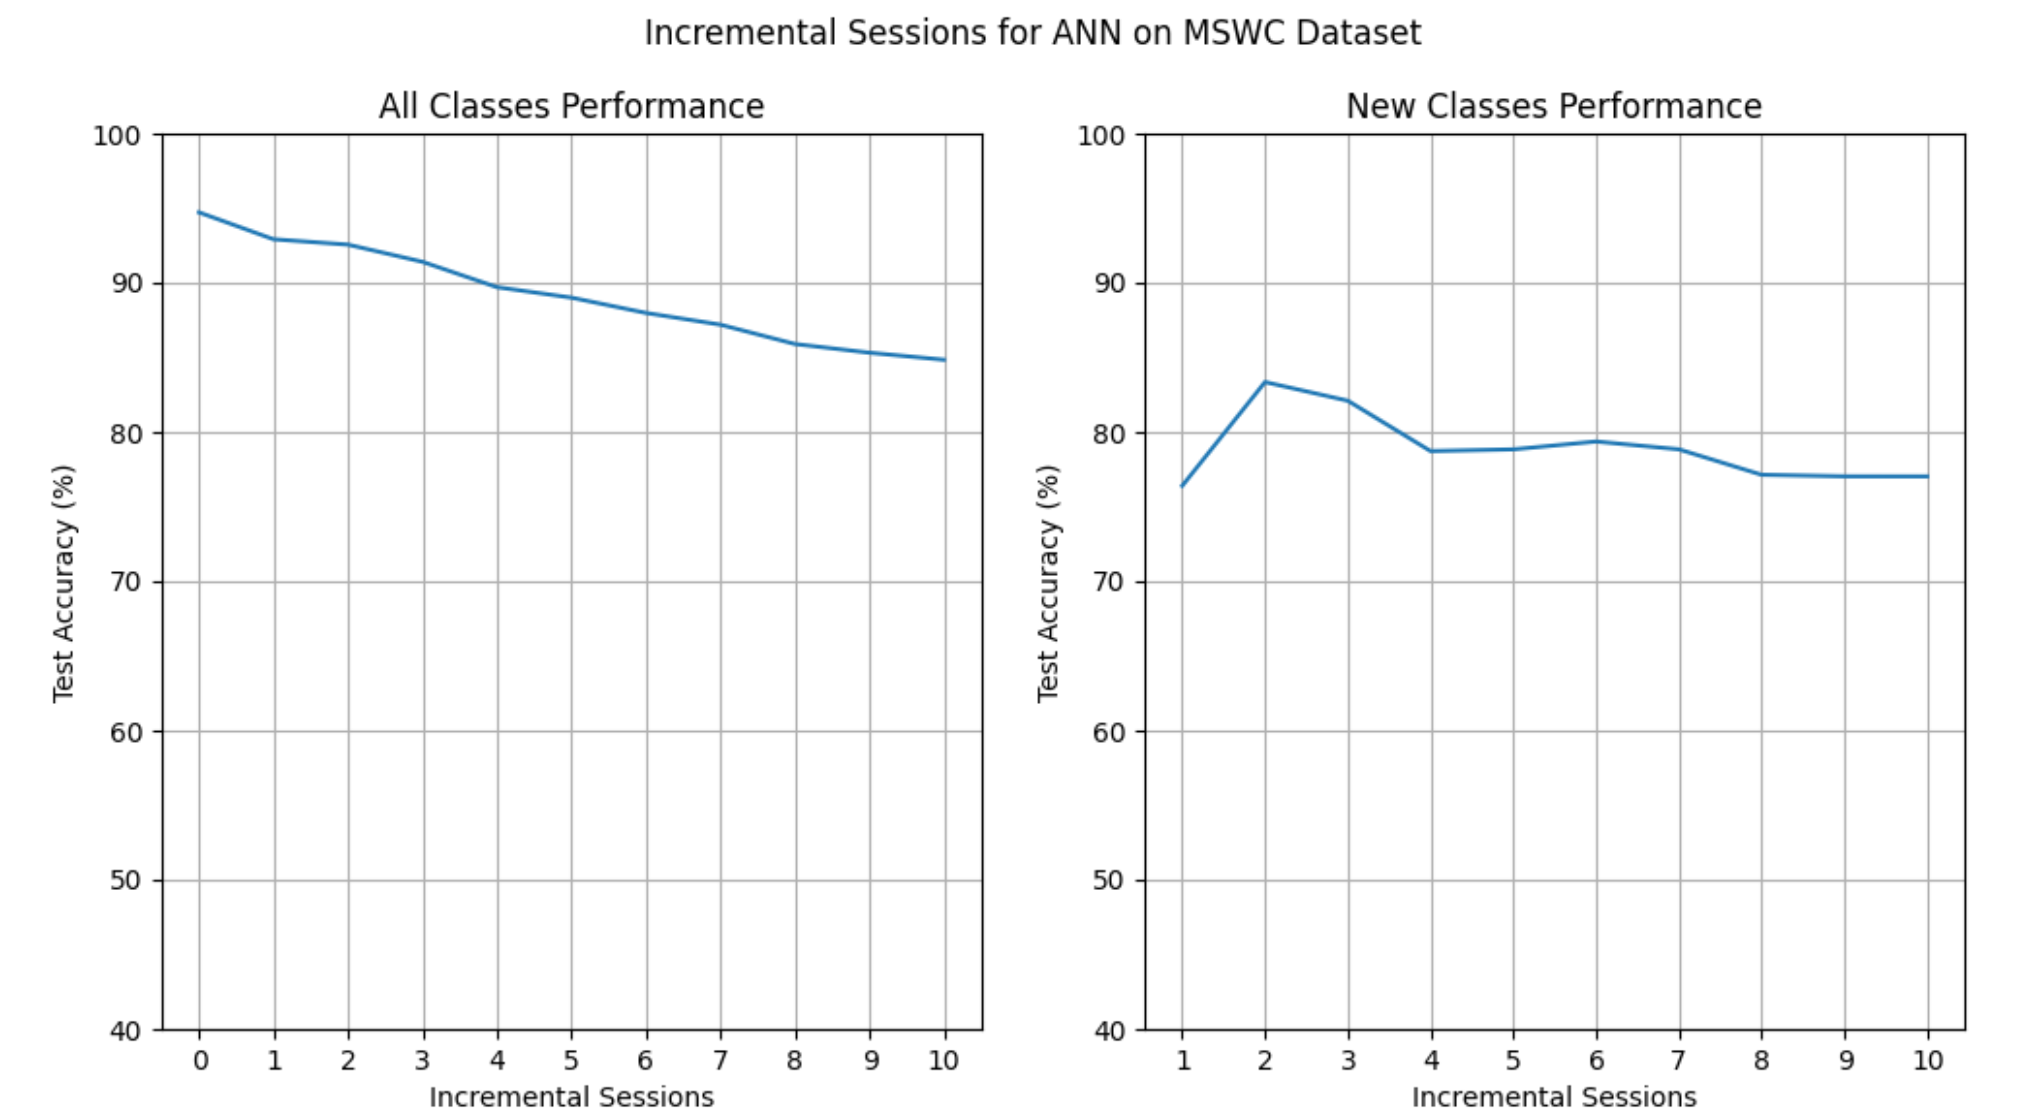 Incremental Sessions for ANN on MSWC Dataset
All Classes Performance
100
90
80
70
60
50
40
Test Accuracy (%)
0 1 2 3 4 5 6 7 8 9 10
Incremental Sessions
New Classes Performance
100
90
80
70
60
50
40
Test Accuracy (%)
1 2 3 4 5 6 7 8 9 10
Incremental Sessions